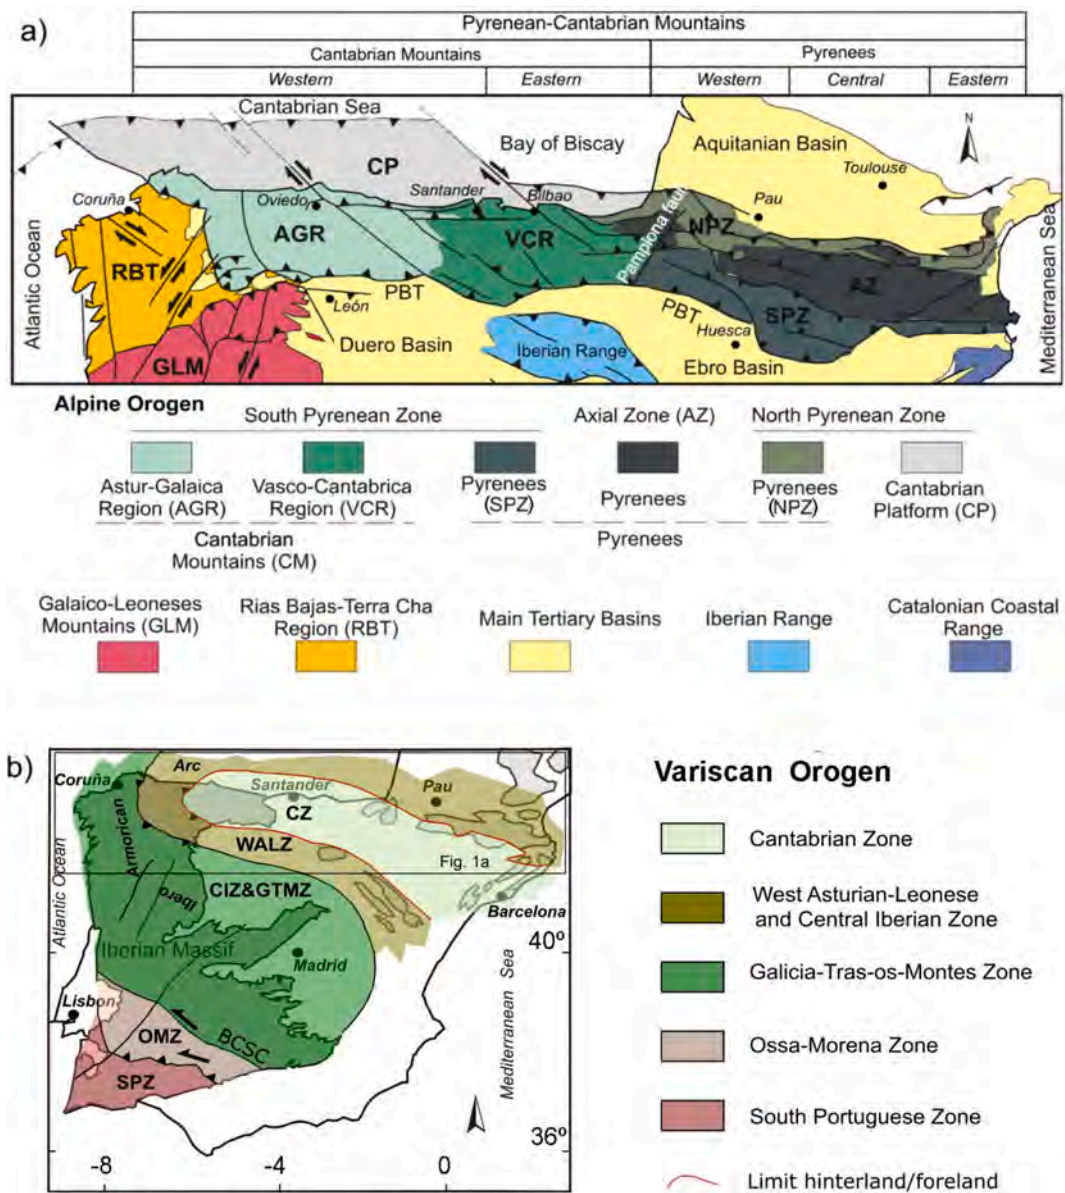 a)
Pyrenean-Cantabrian Mountains
Cantabrian Mountains
Pyrenees
Western
Eastern
Western
Central
Eastern
Cantabrian Sea
Bay of Biscay
Aquitanian Basin
N
Toulouse
CP
Coruña
Oviedo
Santander
Bilbao
Pau
Pamplona fault
NPZ
AGR
VCR
RBT
AZ
Atlantic Ocean
Mediterranean Sea
León
PBT
PBT
SPZ
Huesca
Duero Basin
Iberian Range
Ebro Basin
GLM
Alpine Orogen
South Pyrenean Zone
Axial Zone (AZ)
North Pyrenean Zone
Astur-Galaica
Region (AGR)
Vasco-Cantabrica
Region (VCR)
Pyrenees
(SPZ)
Pyrenees
Pyrenees
(NPZ)
Cantabrian
Platform (CP)
Cantabrian
Mountains (CM)
Pyrenees
Galaico-Leoneses
Mountains (GLM)
Rias Bajas-Terra Cha
Region (RBT)
Main Tertiary Basins
Iberian Range
Catalonian Coastal
Range
b)
Coruña
Arc
Santander
Pau
CZ
Armorican
WALZ
Fig. 1a
Ibero
CIZ&GTMZ
Barcelona
Atlantic Ocean
Iberian Massif
Madrid
40º
Mediterranean Sea
Lisbon
OMZ
BCSC
SPZ
36º
-8
-4
0
Variscan Orogen
Cantabrian Zone
West Asturian-Leonese
and Central Iberian Zone
Galicia-Tras-os-Montes Zone
Ossa-Morena Zone
South Portuguese Zone
Limit hinterland/foreland